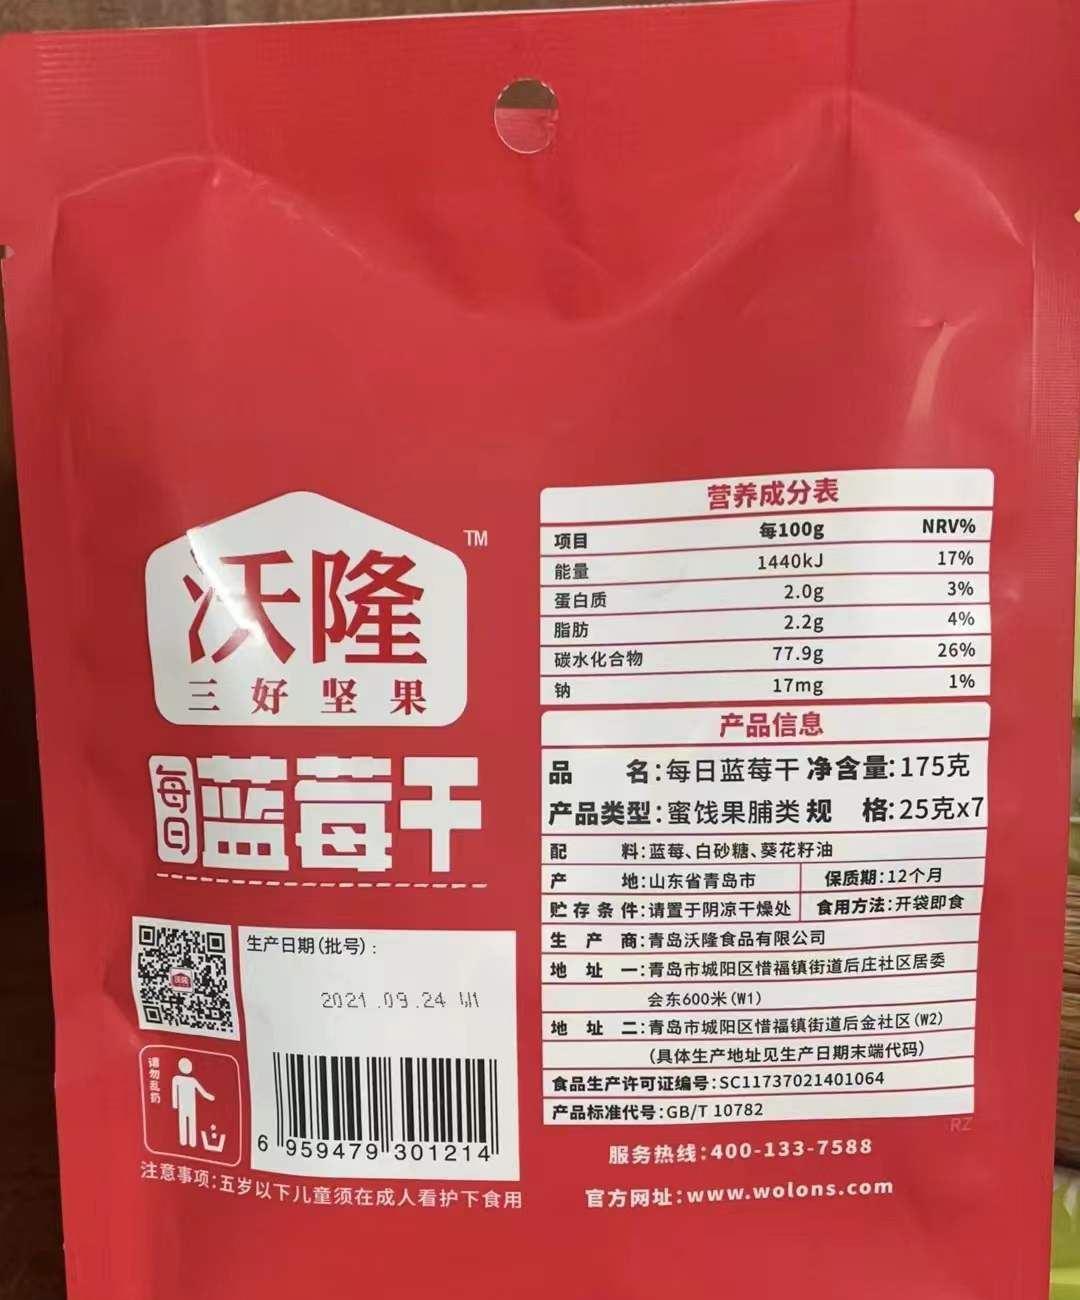 沃隆
TM
三好坚果
每日蓝莓干
生产日期(批号):
2021.09.24 W1
请勿乱扔
6 959479 301214
注意事项:五岁以下儿童须在成人看护下食用
营养成分表
项目 每100g NRV%
能量 1440kJ 17%
蛋白质 2.0g 3%
脂肪 2.2g 4%
碳水化合物 77.9g 26%
钠 17mg 1%
产品信息
品名:每日蓝莓干 净含量:175克
产品类型:蜜饯果脯类 规格:25克x7
配料:蓝莓、白砂糖、葵花籽油
产地:山东省青岛市 保质期:12个月
贮存条件:请置于阴凉干燥处 食用方法:开袋即食
生产商:青岛沃隆食品有限公司
地址一:青岛市城阳区惜福镇街道后庄社区居委
会东600米(W1)
地址二:青岛市城阳区惜福镇街道后金社区(W2)
(具体生产地址见生产日期末端代码)
食品生产许可证编号:SC11737021401064
产品标准代号:GB/T 10782
RZ
服务热线:400-133-7588
官方网址:www.wolons.com